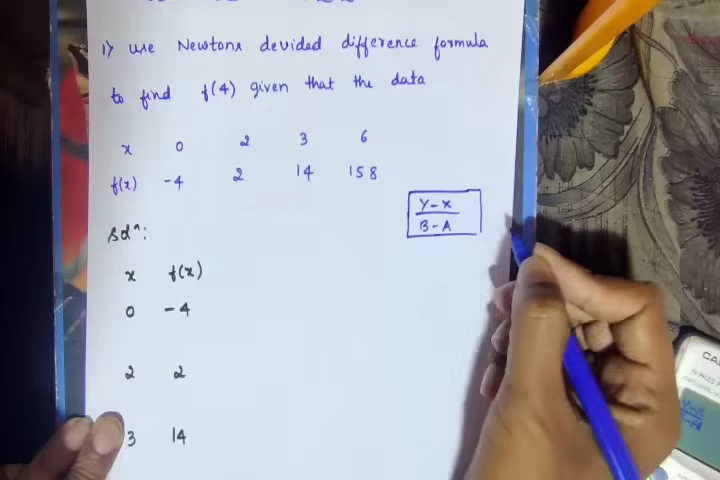 1) use Newtons devided difference formula
to find f(4) given that the data
x 0 2 3 6
f(x) -4 2 14 158
Y-X
B-A
Sol^n:
x f(x)
0 -4
2 2
3 14